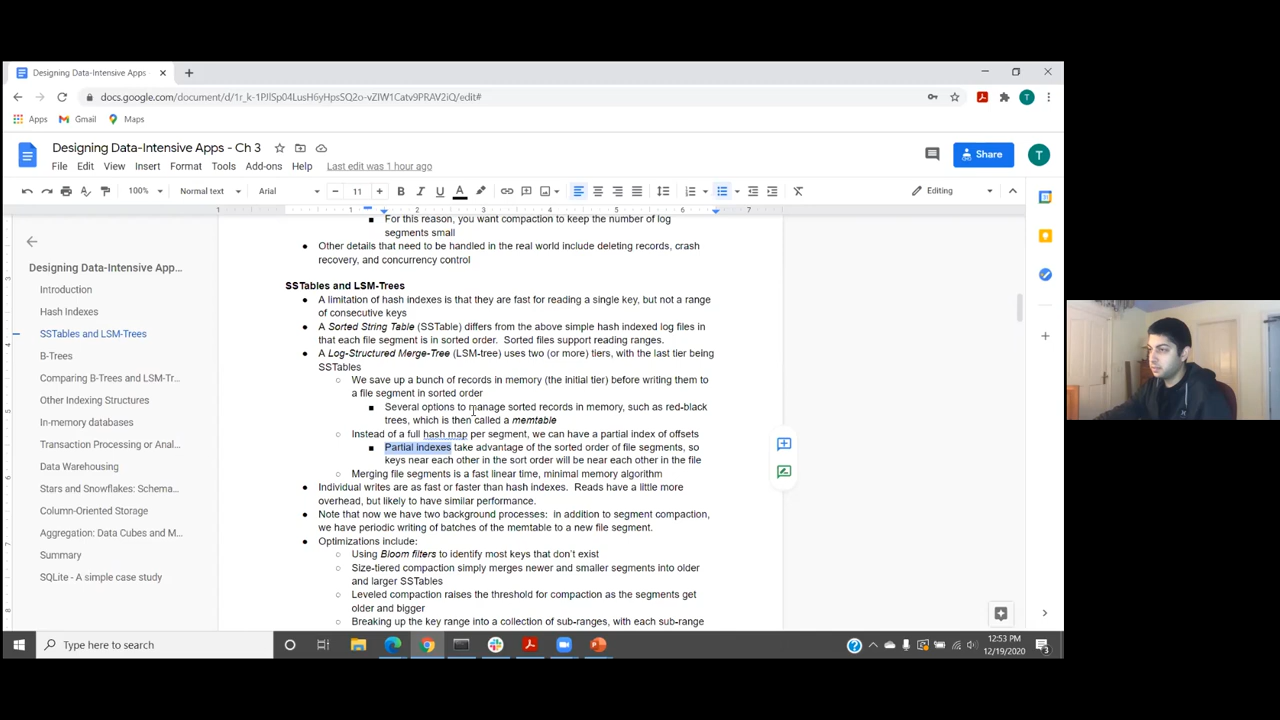 Designing Data-Intensive Apps
docs.google.com/document/d/1r_k-1PJlSp04LusH6yHpsSQ2o-vZIW1Catv9PRAV2iQ/edit#
Apps Gmail Maps
Designing Data-Intensive Apps - Ch 3
File Edit View Insert Format Tools Add-ons Help Last edit was 1 hour ago
Share
T
100% Normal text Arial 11 Editing
1 1 2 3 4 5 6 7
For this reason, you want compaction to keep the number of log
segments small
Other details that need to be handled in the real world include deleting records, crash
recovery, and concurrency control
SSTables and LSM-Trees
A limitation of hash indexes is that they are fast for reading a single key, but not a range
of consecutive keys
A Sorted String Table (SSTable) differs from the above simple hash indexed log files in
that each file segment is in sorted order. Sorted files support reading ranges.
A Log-Structured Merge-Tree (LSM-tree) uses two (or more) tiers, with the last tier being
SSTables
We save up a bunch of records in memory (the initial tier) before writing them to
a file segment in sorted order
Several options to manage sorted records in memory, such as red-black
trees, which is then called a memtable
Instead of a full hash map per segment, we can have a partial index of offsets
Partial indexes take advantage of the sorted order of file segments, so
keys near each other in the sort order will be near each other in the file
Merging file segments is a fast linear time, minimal memory algorithm
Individual writes are as fast or faster than hash indexes. Reads have a little more
overhead, but likely to have similar performance.
Note that now we have two background processes: in addition to segment compaction,
we have periodic writing of batches of the memtable to a new file segment.
Optimizations include:
Using Bloom filters to identify most keys that don't exist
Size-tiered compaction simply merges newer and smaller segments into older
and larger SSTables
Leveled compaction raises the threshold for compaction as the segments get
older and bigger
Breaking up the key range into a collection of sub-ranges, with each sub-range
Designing Data-Intensive App...
Introduction
Hash Indexes
SSTables and LSM-Trees
B-Trees
Comparing B-Trees and LSM-Tr...
Other Indexing Structures
In-memory databases
Transaction Processing or Anal...
Data Warehousing
Stars and Snowflakes: Schema...
Column-Oriented Storage
Aggregation: Data Cubes and M...
Summary
SQLite - A simple case study
Type here to search
12:53 PM
12/19/2020
3